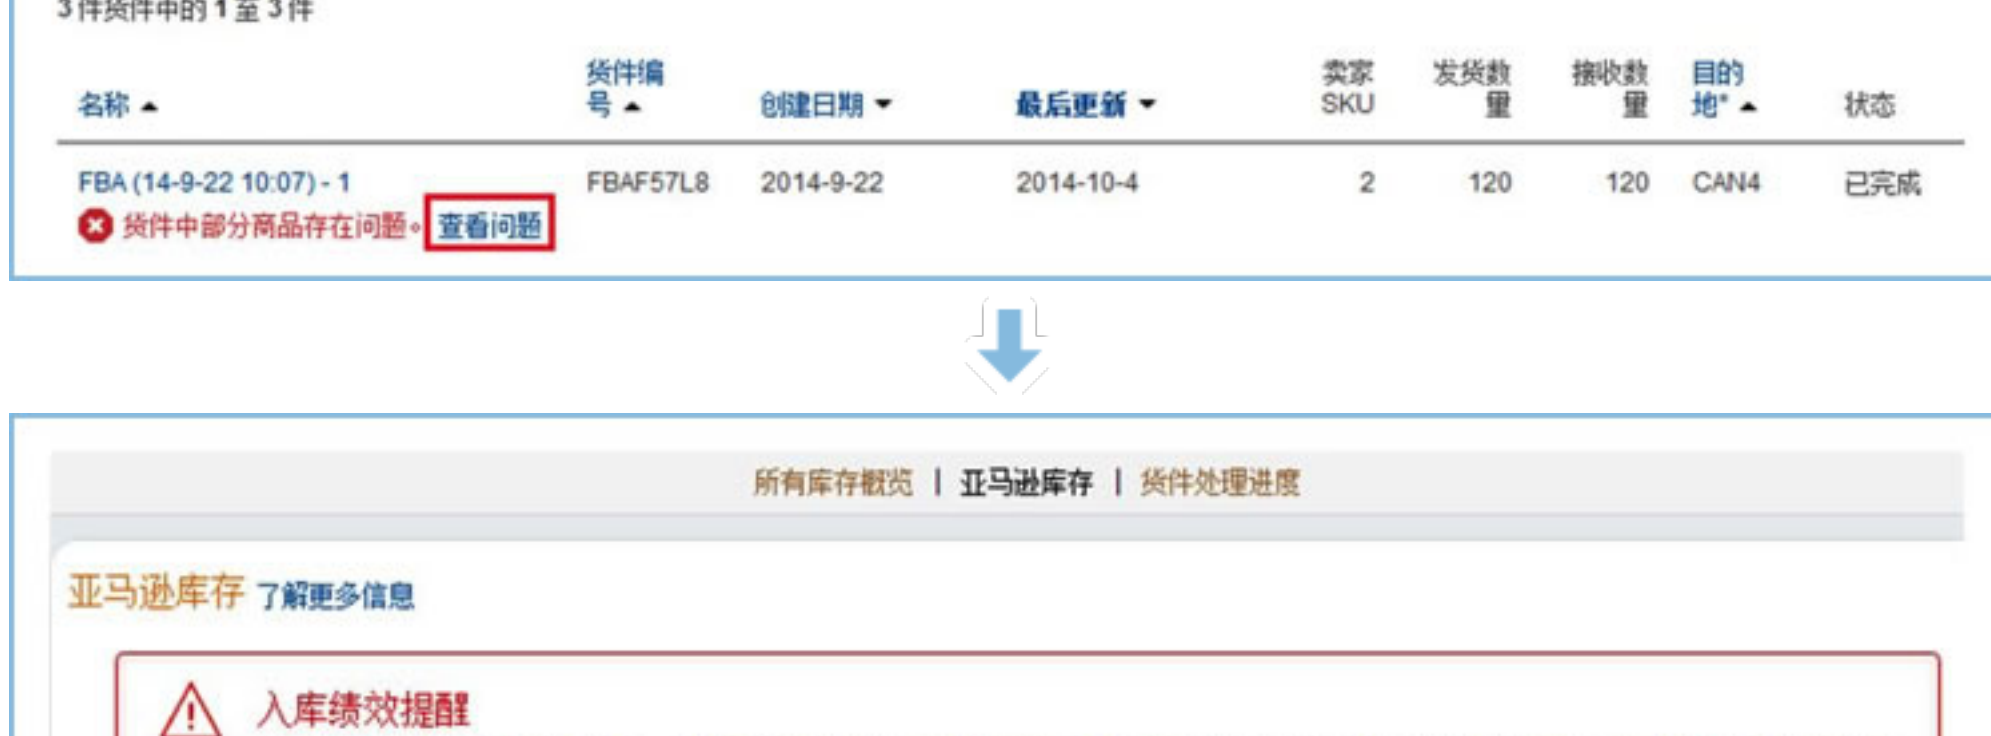 3 件货件中的 1 至 3 件
名称 货件编号 创建日期 最后更新 卖家 SKU 发货数量 接收数量 目的地* 状态
FBA (14-9-22 10:07) - 1 FBAF57L8 2014-9-22 2014-10-4 2 120 120 CAN4 已完成
货件中部分商品存在问题。 查看问题
所有库存概览 | 亚马逊库存 | 货件处理进度
亚马逊库存 了解更多信息
入库绩效提醒